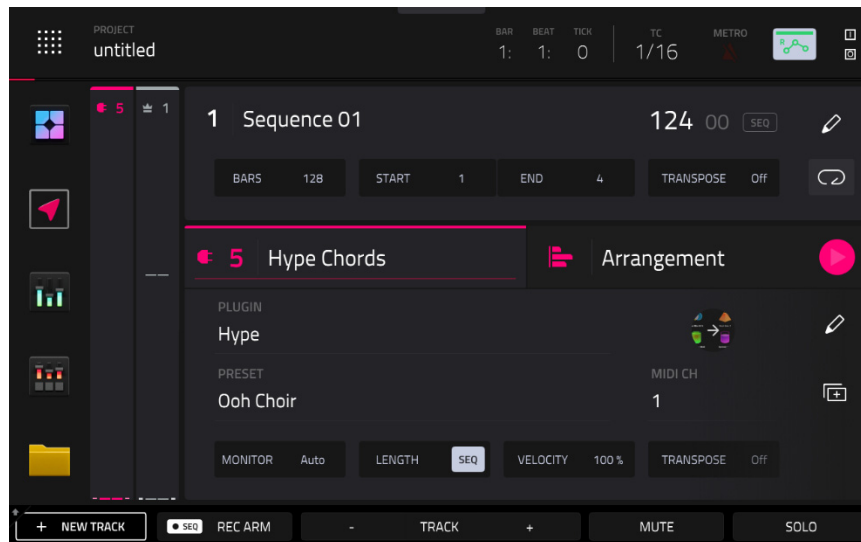 PROJECT
untitled
BAR BEAT TICK
1: 1: 0
TC
1/16
METRO
5
1
1 Sequence 01
124 00 SEQ
BARS 128 START 1 END 4 TRANSPOSE Off
5 Hype Chords
Arrangement
PLUGIN
Hype
PRESET
Ooh Choir
MIDI CH
1
MONITOR Auto LENGTH SEQ VELOCITY 100 % TRANSPOSE Off
+ NEW TRACK SEQ REC ARM - TRACK + MUTE SOLO